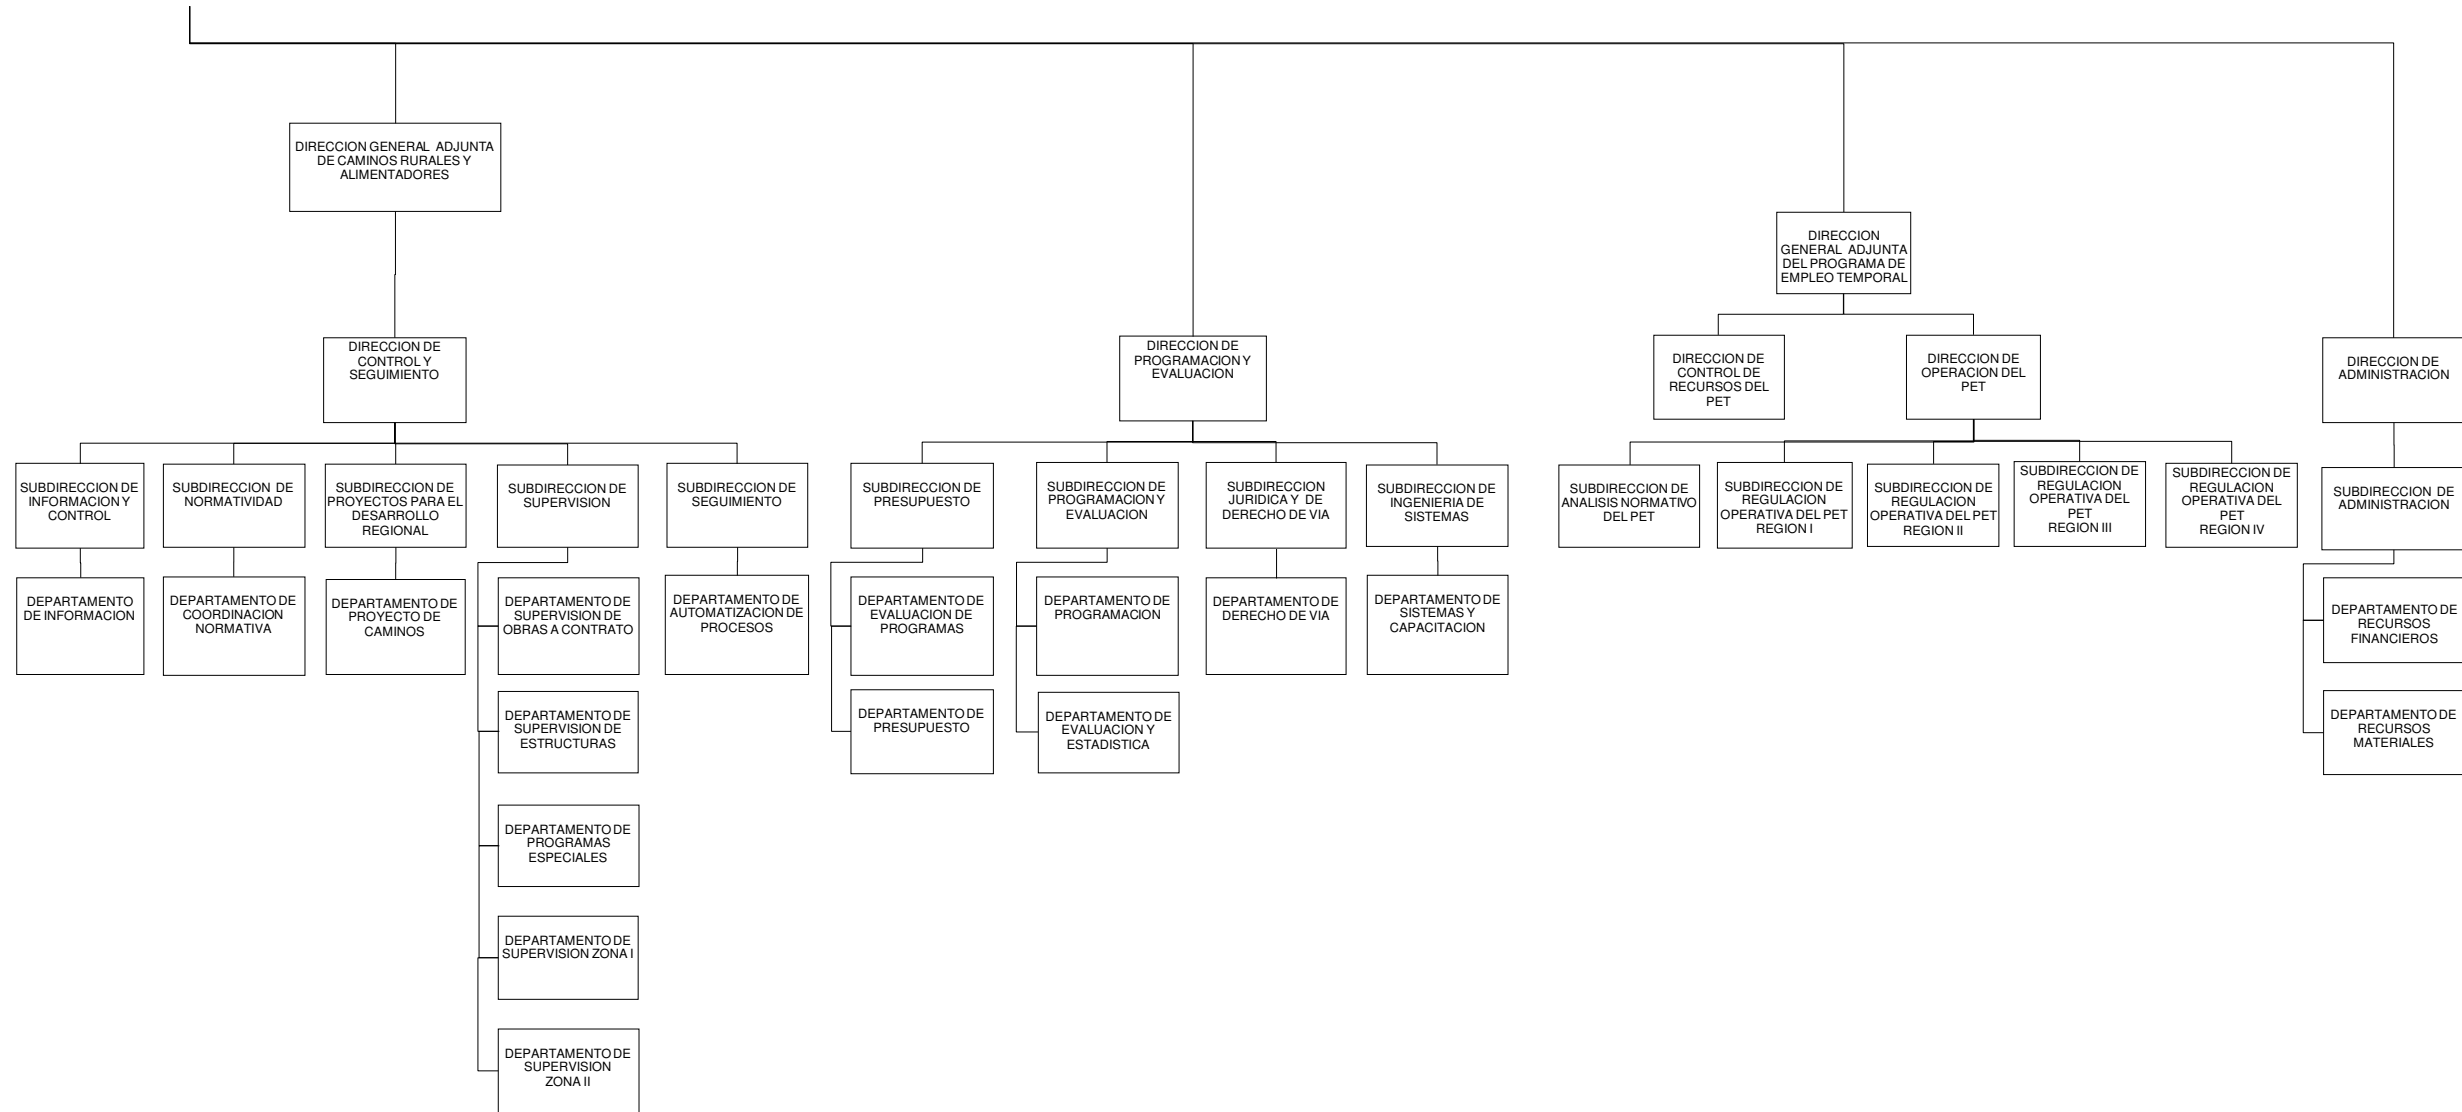 DIRECCION GENERAL ADJUNTA
DE CAMINOS RURALES Y
ALIMENTADORES
DIRECCION
GENERAL ADJUNTA
DEL PROGRAMA DE
EMPLEO TEMPORAL
DIRECCION DE
CONTROL Y
SEGUIMIENTO
DIRECCION DE
PROGRAMACION Y
EVALUACION
DIRECCION DE
CONTROL DE
RECURSOS DEL
PET
DIRECCION DE
OPERACION DEL
PET
DIRECCION DE
ADMINISTRACION
SUBDIRECCION DE
INFORMACION Y
CONTROL
SUBDIRECCION DE
NORMATIVIDAD
SUBDIRECCION DE
PROYECTOS PARA EL
DESARROLLO
REGIONAL
SUBDIRECCION DE
SUPERVISION
SUBDIRECCION DE
SEGUIMIENTO
SUBDIRECCION DE
PRESUPUESTO
SUBDIRECCION DE
PROGRAMACION Y
EVALUACION
SUBDIRECCION
JURIDICA Y DE
DERECHO DE VIA
SUBDIRECCION DE
INGENIERIA DE
SISTEMAS
SUBDIRECCION DE
ANALISIS NORMATIVO
DEL PET
SUBDIRECCION DE
REGULACION
OPERATIVA DEL PET
REGION I
SUBDIRECCION DE
REGULACION
OPERATIVA DEL PET
REGION II
SUBDIRECCION DE
REGULACION
OPERATIVA DEL
PET
REGION III
SUBDIRECCION DE
REGULACION
OPERATIVA DEL
PET
REGION IV
SUBDIRECCION DE
ADMINISTRACION
DEPARTAMENTO
DE INFORMACION
DEPARTAMENTO DE
COORDINACION
NORMATIVA
DEPARTAMENTO DE
PROYECTO DE
CAMINOS
DEPARTAMENTO DE
SUPERVISION DE
OBRAS A CONTRATO
DEPARTAMENTO DE
AUTOMATIZACION DE
PROCESOS
DEPARTAMENTO DE
EVALUACION DE
PROGRAMAS
DEPARTAMENTO DE
PROGRAMACION
DEPARTAMENTO DE
DERECHO DE VIA
DEPARTAMENTO DE
SISTEMAS Y
CAPACITACION
DEPARTAMENTO DE
RECURSOS
FINANCIEROS
DEPARTAMENTO DE
SUPERVISION DE
ESTRUCTURAS
DEPARTAMENTO DE
PRESUPUESTO
DEPARTAMENTO DE
EVALUACION Y
ESTADISTICA
DEPARTAMENTO DE
RECURSOS
MATERIALES
DEPARTAMENTO DE
PROGRAMAS
ESPECIALES
DEPARTAMENTO DE
SUPERVISION ZONA I
DEPARTAMENTO DE
SUPERVISION
ZONA II